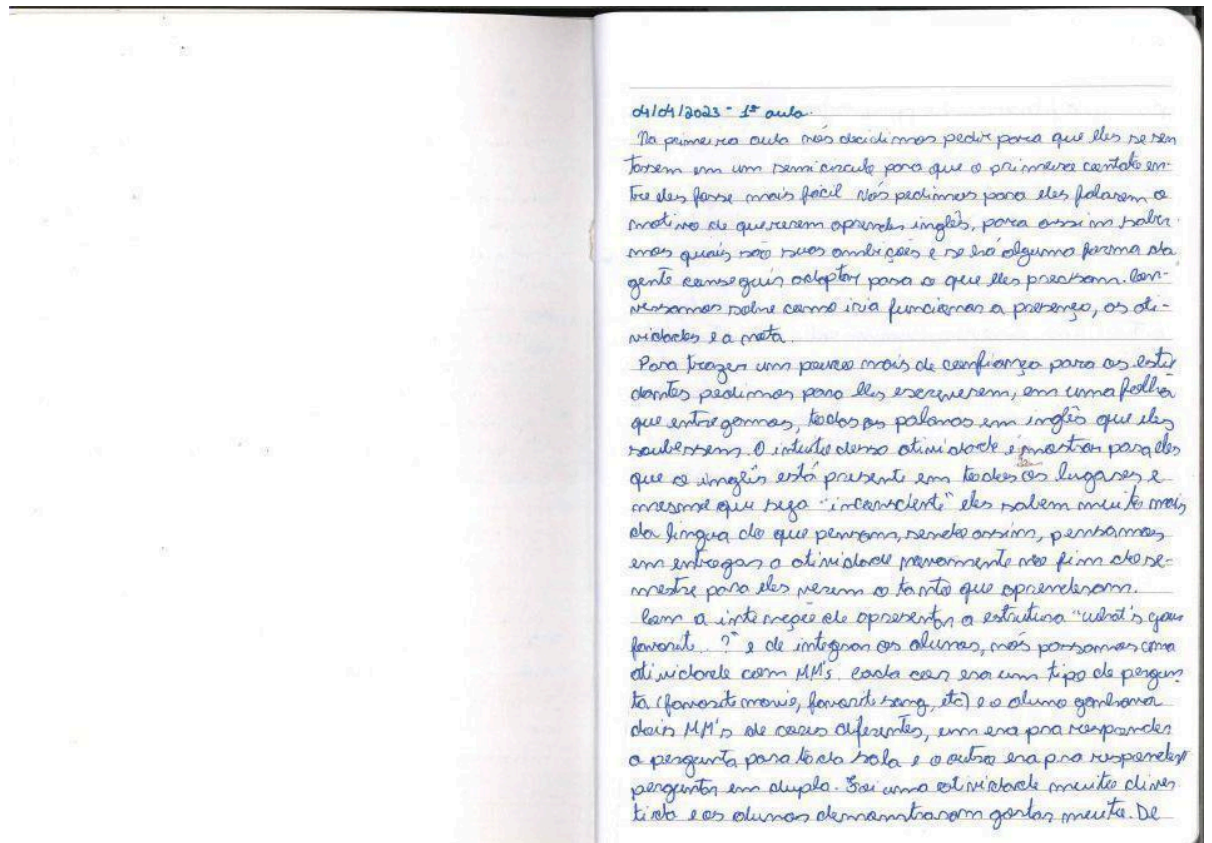 04/04/2023 - 1ª aula.
Na primeira aula nós decidimos pedir para que eles se sen
tassem em um semicirculo para que o primeiro contato en-
tre eles fosse mais fácil. Nós pedimos para eles falarem o
motivo de quererem aprender inglês, para assim saber
mos quais são suas ambições e se há alguma forma da
gente conseguir adaptar para o que eles precisam. Con-
versamos sobre como iria funcionar a presença, as ati-
vidades e a nota.
Para trazer um pouco mais de confiança para os estu
dantes pedimos para eles escreverem, em uma folha
que entregamos, todas as palavras em inglês que eles
soubessem. O intuito dessa atividade é mostrar para eles
que o inglês está presente em todos os lugares e
mesmo que seja "inconsciente" eles sabem muito mais
da língua do que pensam, sendo assim, pensamos
em entregar a atividade novamente no fim do se-
mestre para eles verem o tanto que aprenderam.
Com a intenção de apresentar a estrutura "what's your
favorite...?" e de integrar os alunos, nós passamos uma
atividade com MM's. Cada cor era um tipo de pergun
ta (favorite movie, favorite song, etc) e o aluno ganhava
dois MM's de cores diferentes, um era pra responder
a pergunta para toda sala e o outro era pra responder
perguntas em dupla. Foi uma atividade muito diver
tida e os alunos demonstraram gostar muito. De